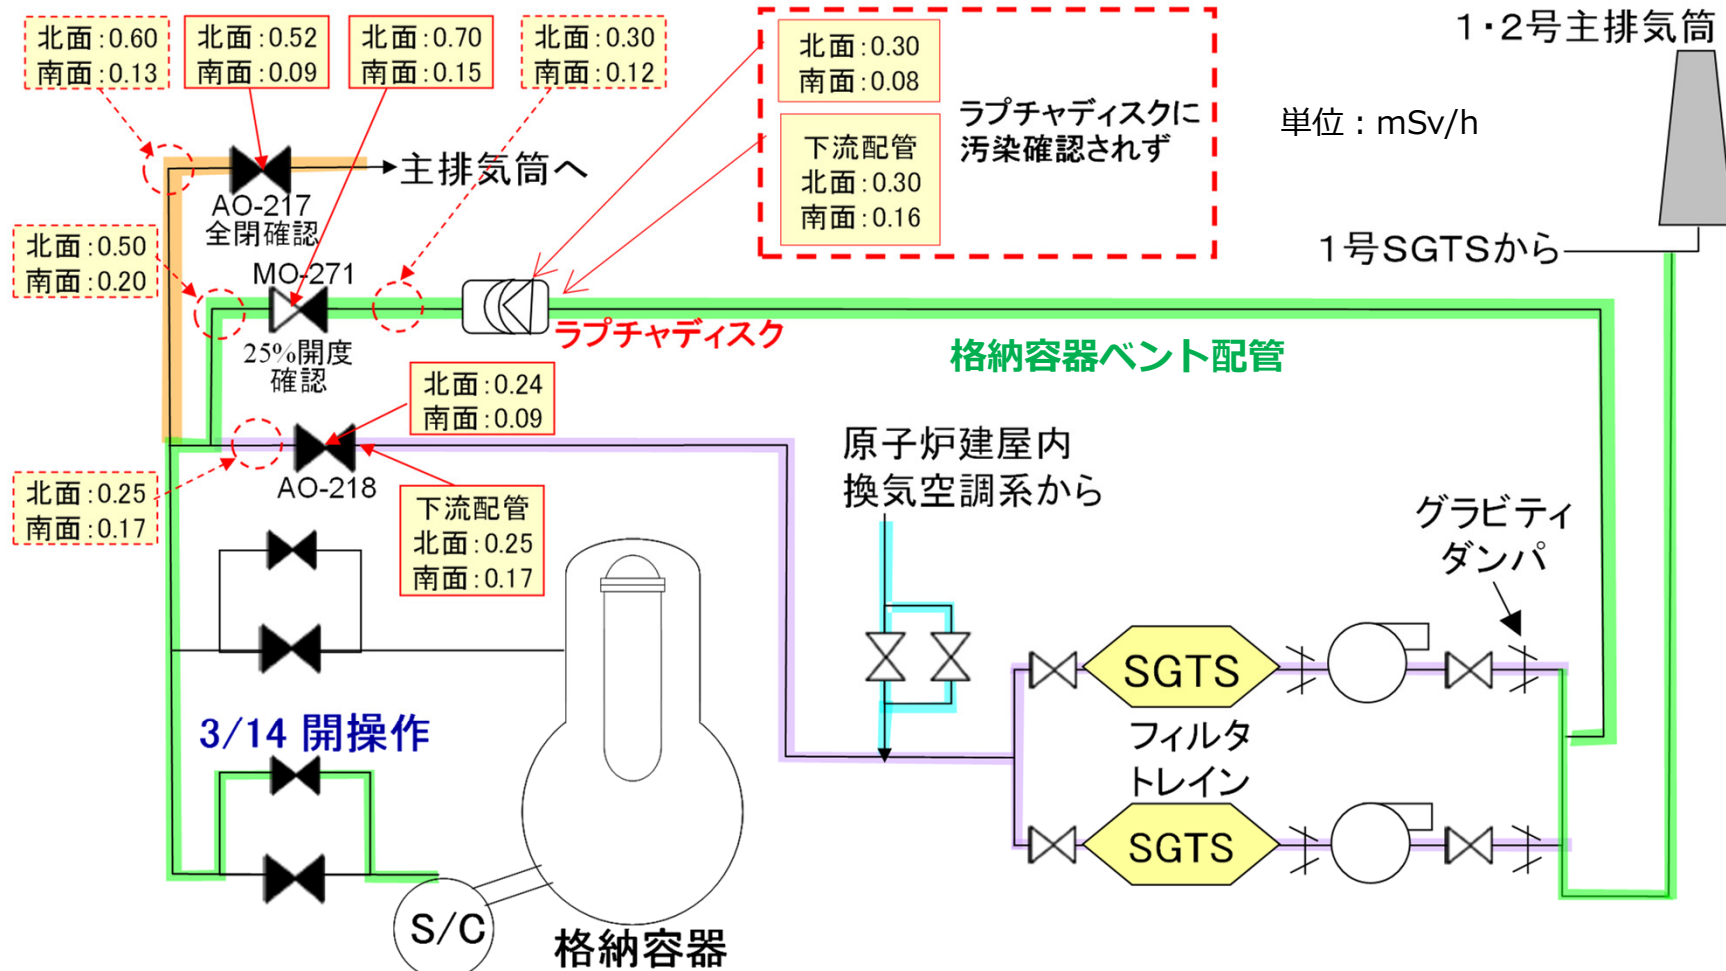 北面:0.60
南面:0.13
北面:0.52
南面:0.09
北面:0.70
南面:0.15
北面:0.30
南面:0.12
北面:0.30
南面:0.08
下流配管
北面:0.30
南面:0.16
ラプチャディスクに
汚染確認されず
単位：mSv/h
1・2号主排気筒
主排気筒へ
AO-217
全閉確認
北面:0.50
南面:0.20
MO-271
25%開度
確認
ラプチャディスク
格納容器ベント配管
1号SGTSから
北面:0.24
南面:0.09
AO-218
北面:0.25
南面:0.17
下流配管
北面:0.25
南面:0.17
原子炉建屋内
換気空調系から
グラビティ
ダンパ
SGTS
フィルタ
トレイン
SGTS
3/14 開操作
S/C
格納容器